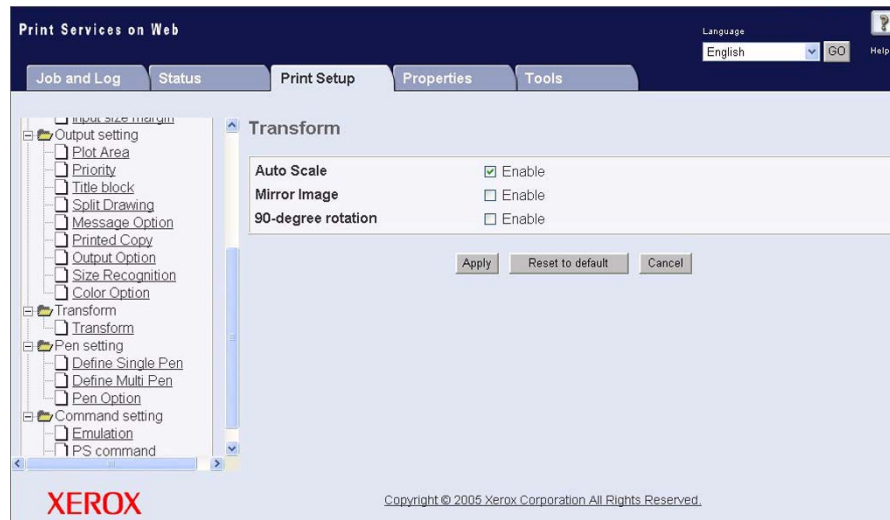 Print Services on Web
Language
English
GO
Help
Job and Log
Status
Print Setup
Properties
Tools
Input size margin
Output setting
Plot Area
Priority
Title block
Split Drawing
Message Option
Printed Copy
Output Option
Size Recognition
Color Option
Transform
Transform
Pen setting
Define Single Pen
Define Multi Pen
Pen Option
Command setting
Emulation
PS command
Transform
Auto Scale Enable
Mirror Image Enable
90-degree rotation Enable
Apply Reset to default Cancel
XEROX
Copyright © 2005 Xerox Corporation All Rights Reserved.